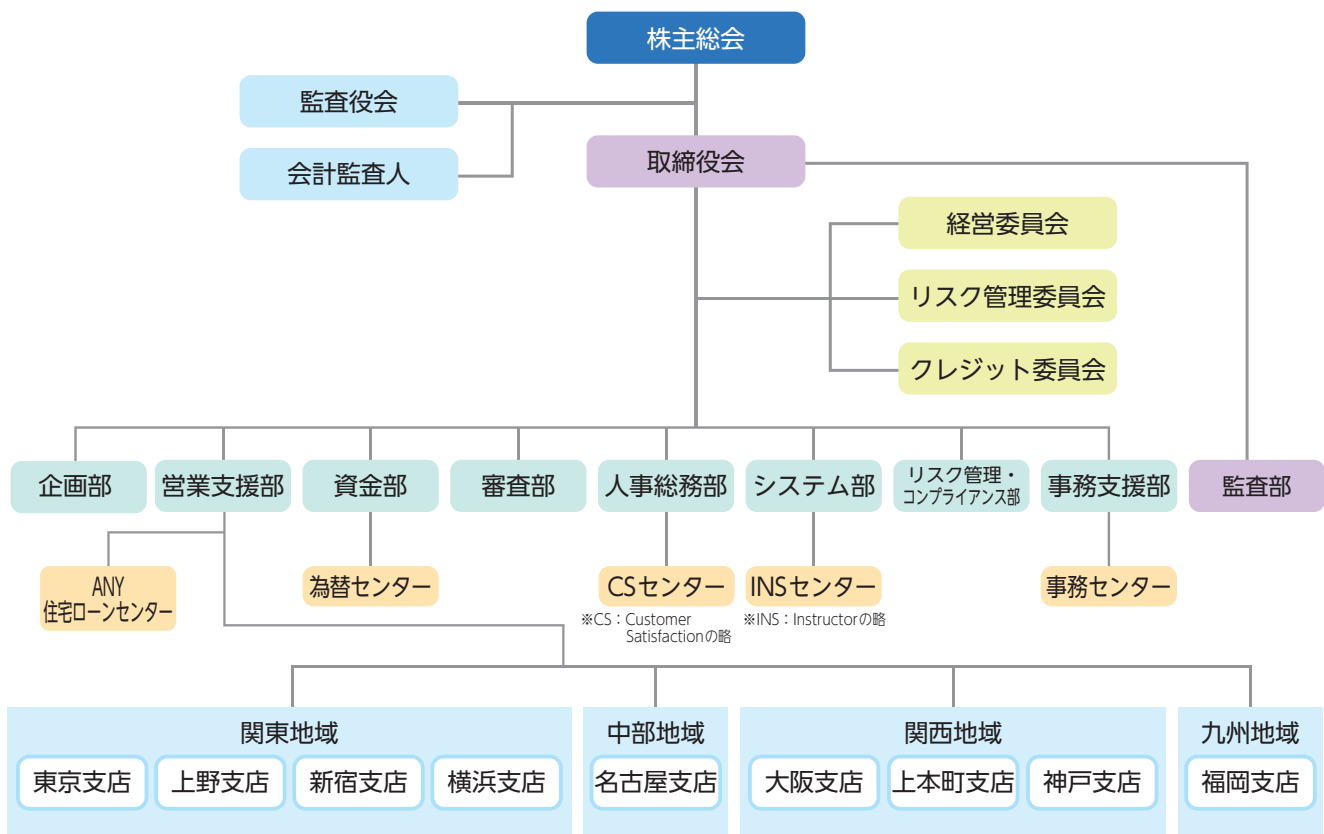 株主総会
監査役会
会計監査人
取締役会
経営委員会
リスク管理委員会
クレジット委員会
企画部
営業支援部
資金部
審査部
人事総務部
システム部
リスク管理・
コンプライアンス部
事務支援部
監査部
ANY
住宅ローンセンター
為替センター
CSセンター
※CS：Customer
Satisfactionの略
INSセンター
※INS：Instructorの略
事務センター
関東地域
東京支店
上野支店
新宿支店
横浜支店
中部地域
名古屋支店
関西地域
大阪支店
上本町支店
神戸支店
九州地域
福岡支店